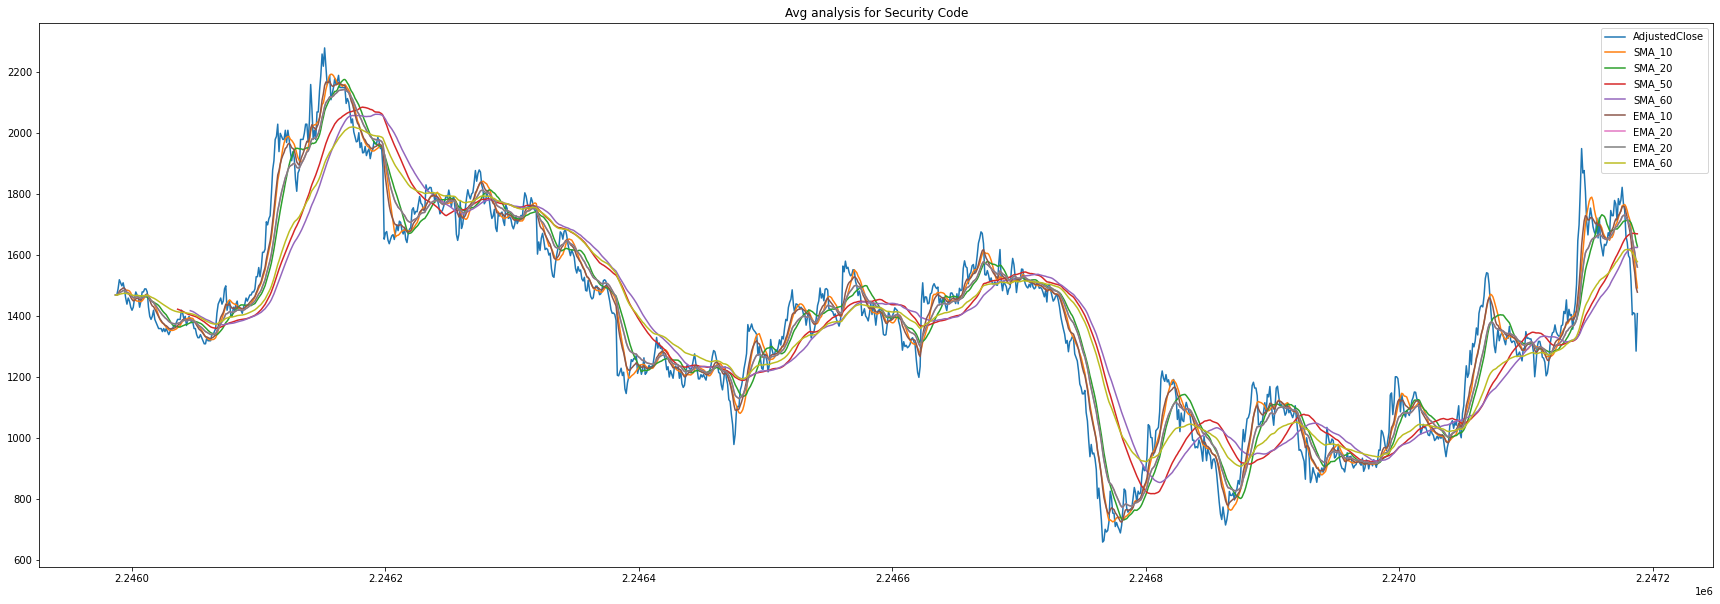 Avg analysis for Security Code
AdjustedClose
SMA_10
SMA_20
SMA_50
SMA_60
EMA_10
EMA_20
EMA_20
EMA_60
2200
2000
1800
1600
1400
1200
1000
800
600
2.2460 2.2462 2.2464 2.2466 2.2468 2.2470 2.2472
1e6